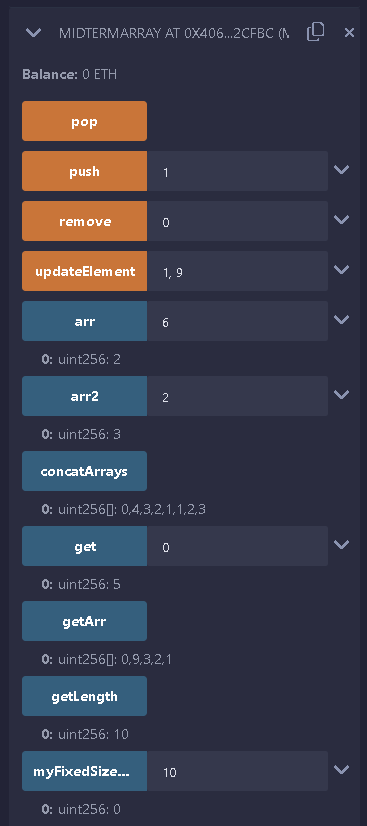 MIDTERMARRAY AT 0X406...2CFBC (M
Balance: 0 ETH
pop
push 1
remove 0
updateElement 1, 9
arr 6
0: uint256: 2
arr2 2
0: uint256: 3
concatArrays
0: uint256[]: 0,4,3,2,1,1,2,3
get 0
0: uint256: 5
getArr
0: uint256[]: 0,9,3,2,1
getLength
0: uint256: 10
myFixedSize... 10
0: uint256: 0